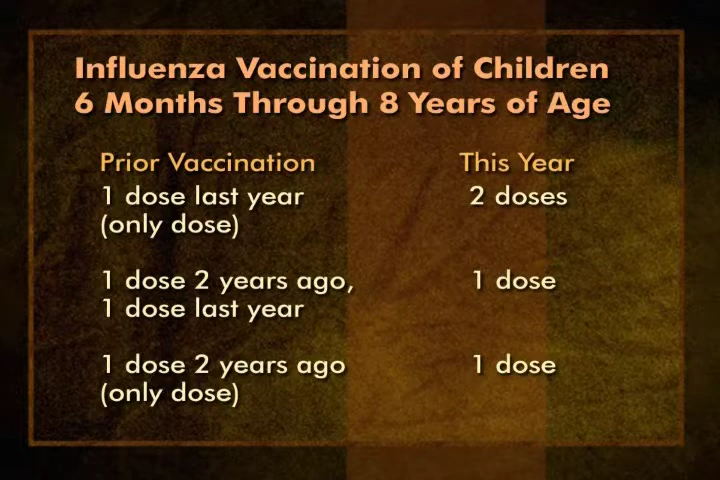 Influenza Vaccination of Children
6 Months Through 8 Years of Age
Prior Vaccination This Year
1 dose last year 2 doses
(only dose)
1 dose 2 years ago, 1 dose
1 dose last year
1 dose 2 years ago 1 dose
(only dose)